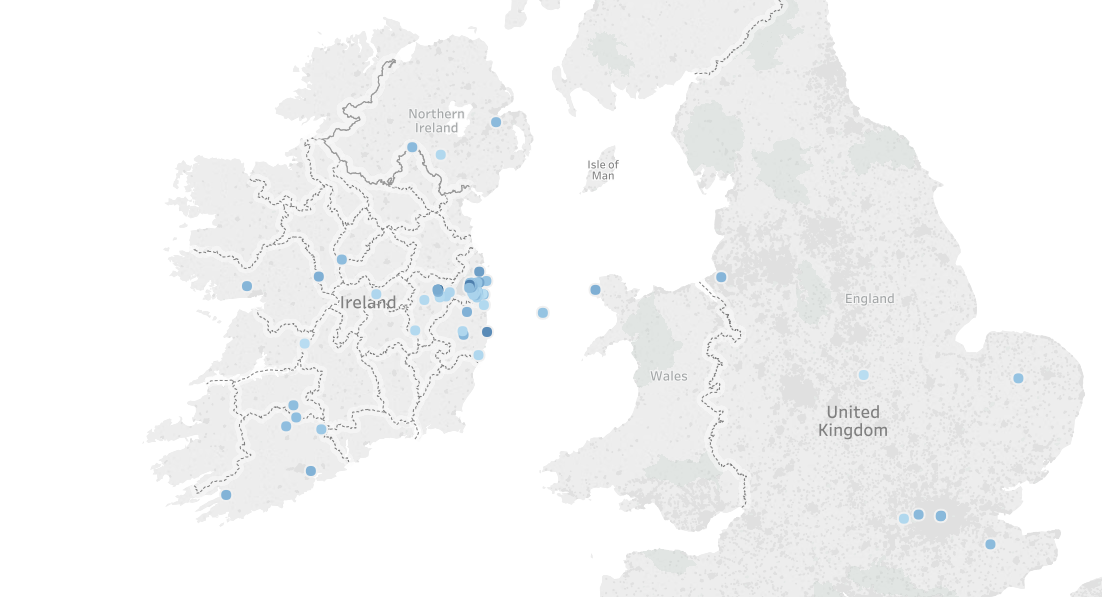 Northern
Ireland
Isle of
Man
Ireland
England
Wales
United
Kingdom